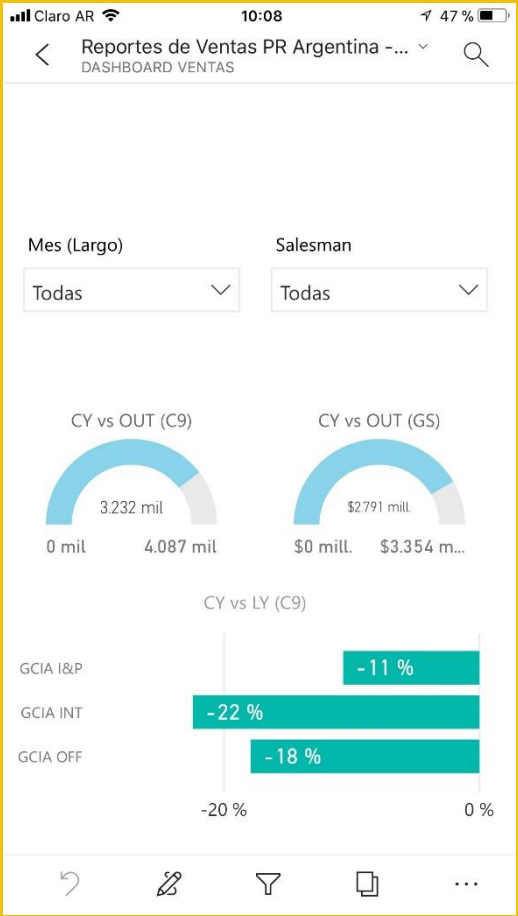 Claro AR 10:08 47 %
Reportes de Ventas PR Argentina -...
DASHBOARD VENTAS
Mes (Largo) Salesman
Todas Todas
CY vs OUT (C9) CY vs OUT (GS)
3.232 mil $2.791 mill.
0 mil 4.087 mil $0 mill. $3.354 m...
CY vs LY (C9)
GCIA I&P -11 %
GCIA INT -22 %
GCIA OFF -18 %
-20 % 0 %